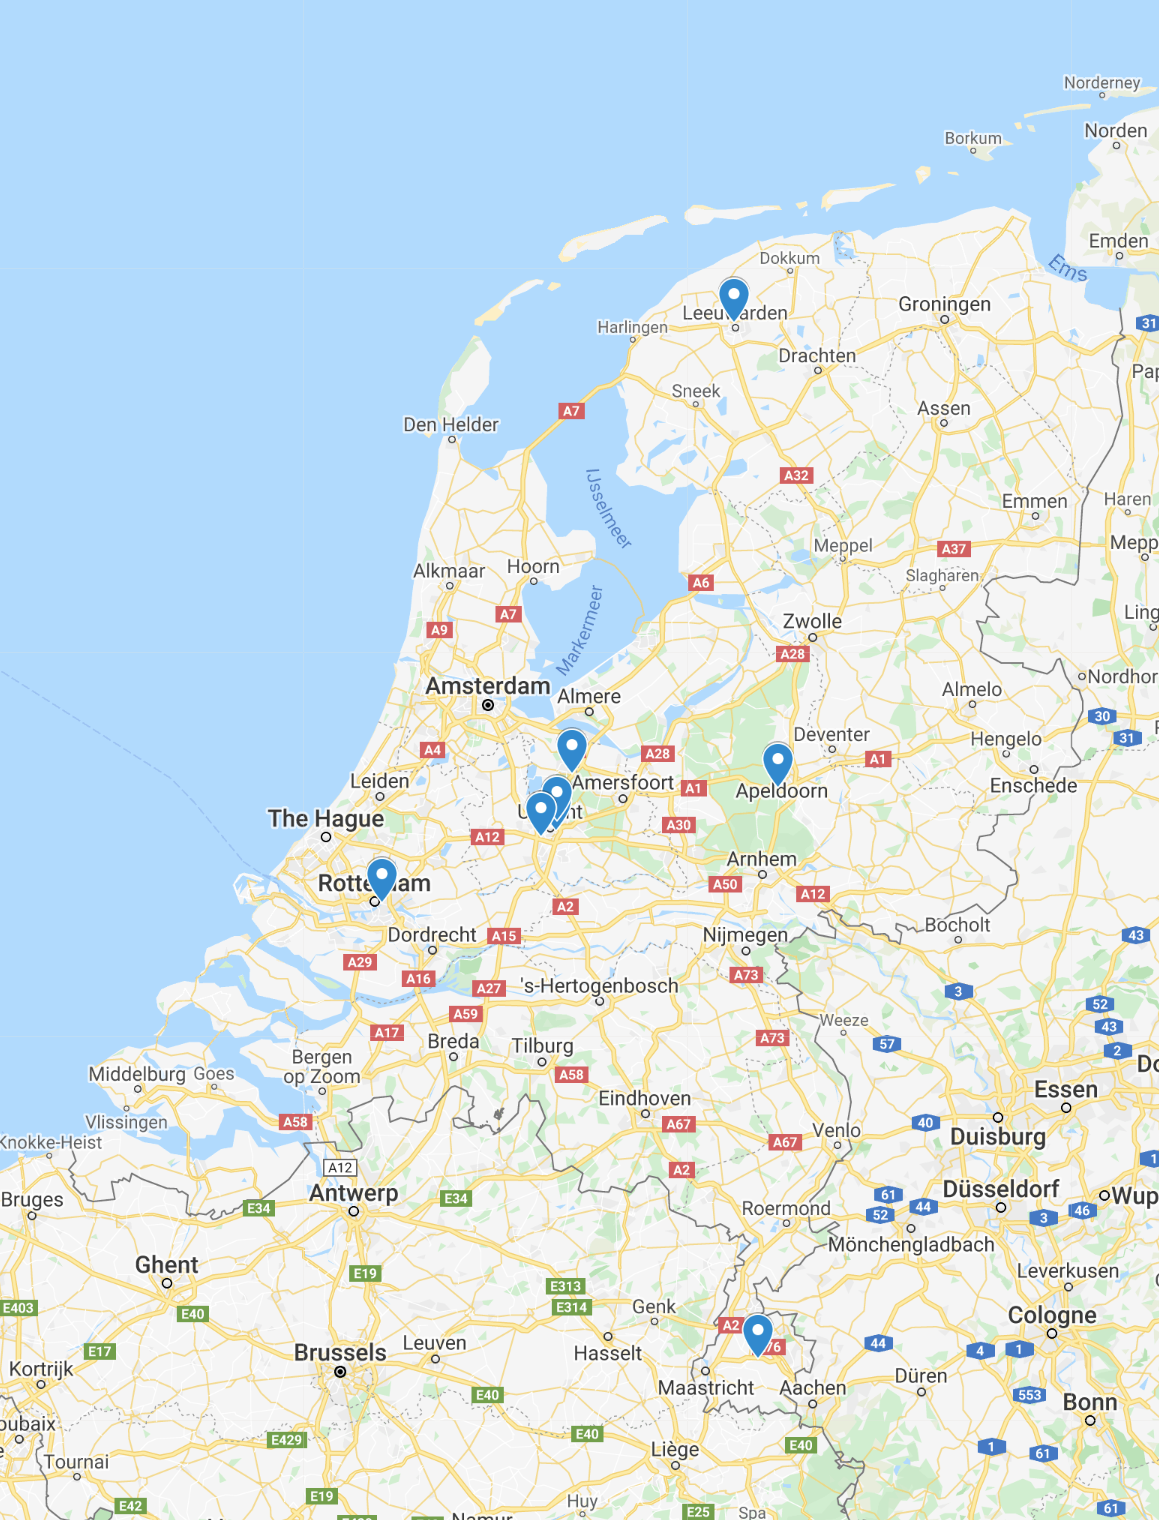 Norderney
Norden
Borkum
Emden
Ems
Dokkum
Groningen
Harlingen
31
Drachten
Sneek
Assen
A7
Den Helder
A32
IJsselmeer
Emmen
Haren
Meppel
A37
Mepp
Alkmaar
Hoorn
Slagharen
A6
A7
A9
Markermeer
Zwolle
Ling
A28
Nordhor
Amsterdam
Almere
Almelo
30
31
A4
A28
Deventer
A1
Hengelo
Leiden
Amersfoort
A1
Apeldoorn
Enschede
The Hague
A12
A30
Arnhem
A50
A12
A2
Dordrecht
A15
Nijmegen
Bocholt
43
A29
A16
A27
's-Hertogenbosch
A73
3
52
A59
Weeze
43
A17
Breda
Tilburg
A73
57
2
Bergen
op Zoom
Middelburg
Goes
A58
Essen
Eindhoven
Vlissingen
A58
A67
40
Duisburg
Knokke-Heist
A67
Venlo
A12
A2
Bruges
Antwerp
E34
E34
61
44
Düsseldorf
Roermond
52
3
46
Wup
Mönchengladbach
Ghent
E19
E313
Leverkusen
E403
E40
E314
Genk
A2
Cologne
E17
Brussels
Leuven
Hasselt
44
4
1
Kortrijk
Maastricht
Aachen
Düren
E40
553
Bonn
oubaix
E429
E40
E40
1
61
Tournai
Liège
E42
E19
Huy
E25
Spa
61
Namur